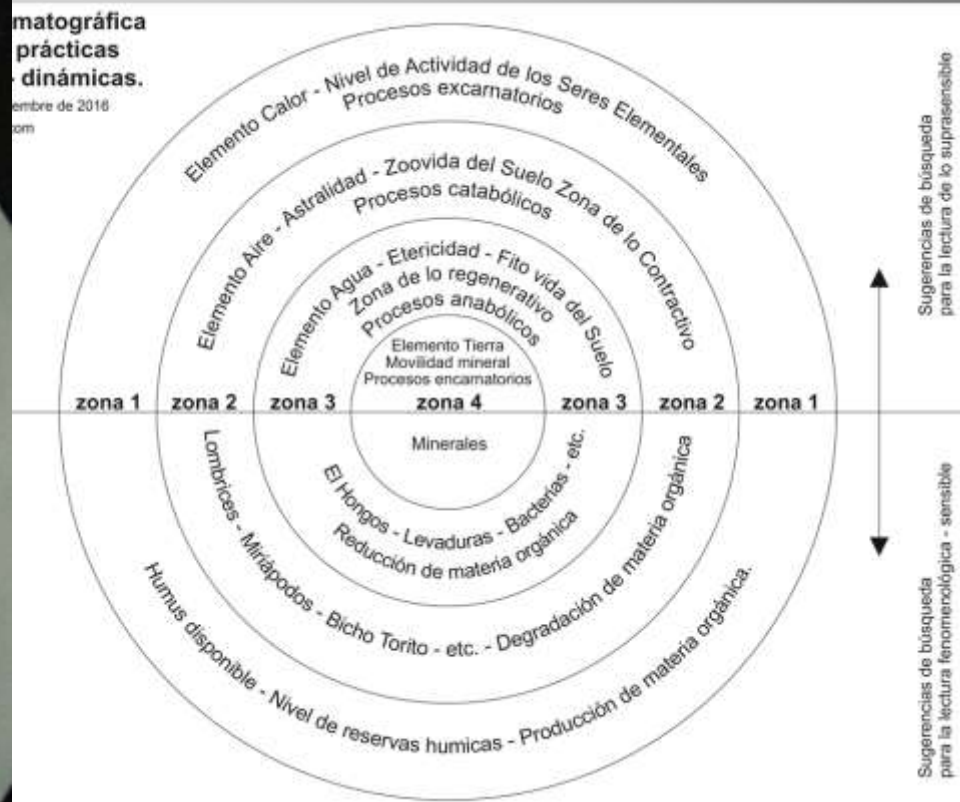 matográfica
prácticas
- dinámicas.
embre de 2016
com
Elemento Calor - Nivel de Actividad de los Seres Elementales
Procesos excarnatorios
Elemento Aire - Astralidad - Zoovida del Suelo Zona de lo Contractivo
Procesos catabólicos
Elemento Agua - Etericidad - Fito vida del Suelo
Zona de lo regenerativo
Procesos anabólicos
Elemento Tierra
Movilidad mineral
Procesos encarnatorios
zona 1 zona 2 zona 3 zona 4 zona 3 zona 2 zona 1
Minerales
El Hongos - Levaduras - Bacterias - etc.
Reducción de materia orgánica
Lombrices - Miriápodos - Bicho Torito - etc. - Degradación de materia orgánica
Humus disponible - Nivel de reservas humicas - Producción de materia orgánica.
Sugerencias de búsqueda
para la lectura de lo suprasensible
Sugerencias de búsqueda
para la lectura fenomenológica - sensible